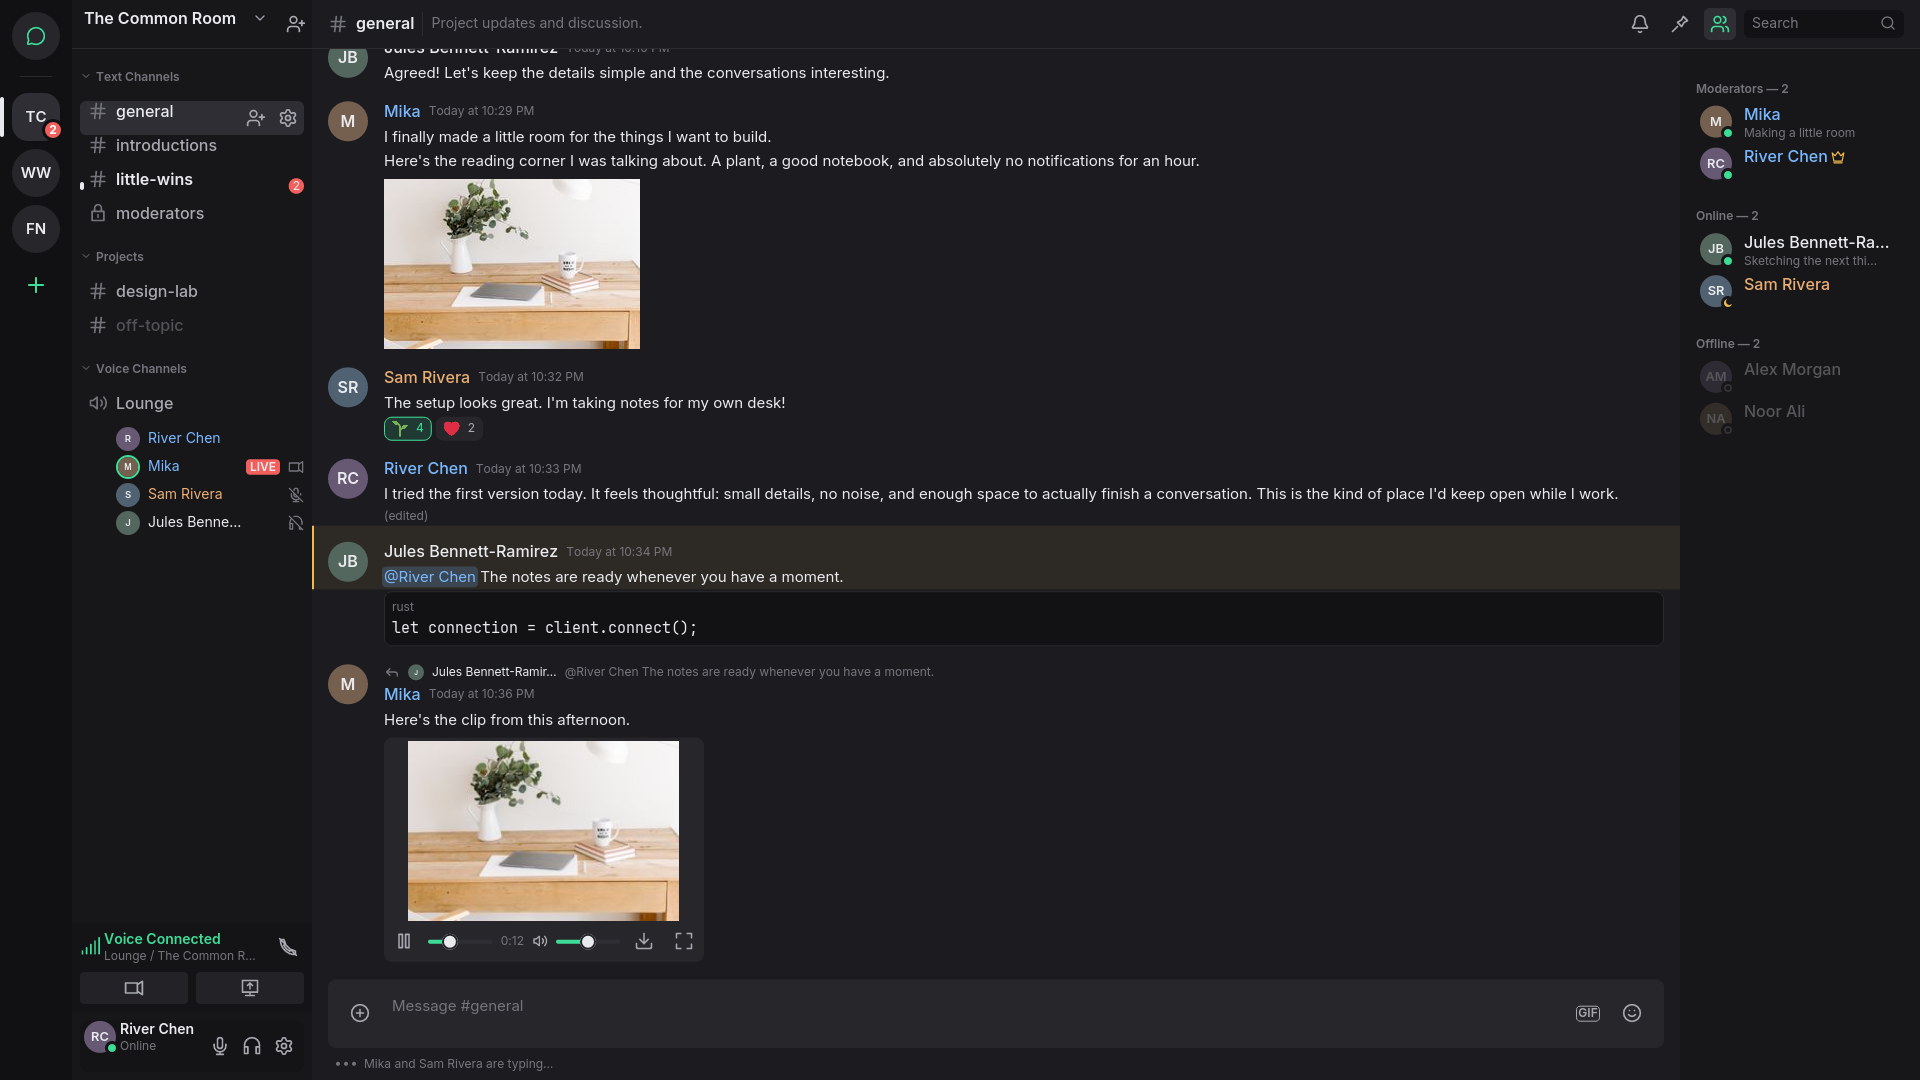 The Common Room
general
Project updates and discussion.
Search
TC
2
WW
FN
Text Channels
general
introductions
little-wins
2
moderators
Projects
design-lab
off-topic
Voice Channels
Lounge
R
River Chen
M
Mika
LIVE
S
Sam Rivera
J
Jules Benne...
Voice Connected
Lounge / The Common R...
RC
River Chen
Online
JB
Jules Bennett-Ramirez
Agreed! Let's keep the details simple and the conversations interesting.
M
Mika Today at 10:29 PM
I finally made a little room for the things I want to build.
Here's the reading corner I was talking about. A plant, a good notebook, and absolutely no notifications for an hour.
SR
Sam Rivera Today at 10:32 PM
The setup looks great. I'm taking notes for my own desk!
4 2
RC
River Chen Today at 10:33 PM
I tried the first version today. It feels thoughtful: small details, no noise, and enough space to actually finish a conversation. This is the kind of place I'd keep open while I work.
(edited)
JB
Jules Bennett-Ramirez Today at 10:34 PM
@River Chen The notes are ready whenever you have a moment.
rust
let connection = client.connect();
J Jules Bennett-Ramir... @River Chen The notes are ready whenever you have a moment.
M
Mika Today at 10:36 PM
Here's the clip from this afternoon.
0:12
Message #general
GIF
Mika and Sam Rivera are typing...
Moderators — 2
M
Mika
Making a little room
RC
River Chen
Online — 2
JB
Jules Bennett-Ra...
Sketching the next thi...
SR
Sam Rivera
Offline — 2
AM
Alex Morgan
NA
Noor Ali